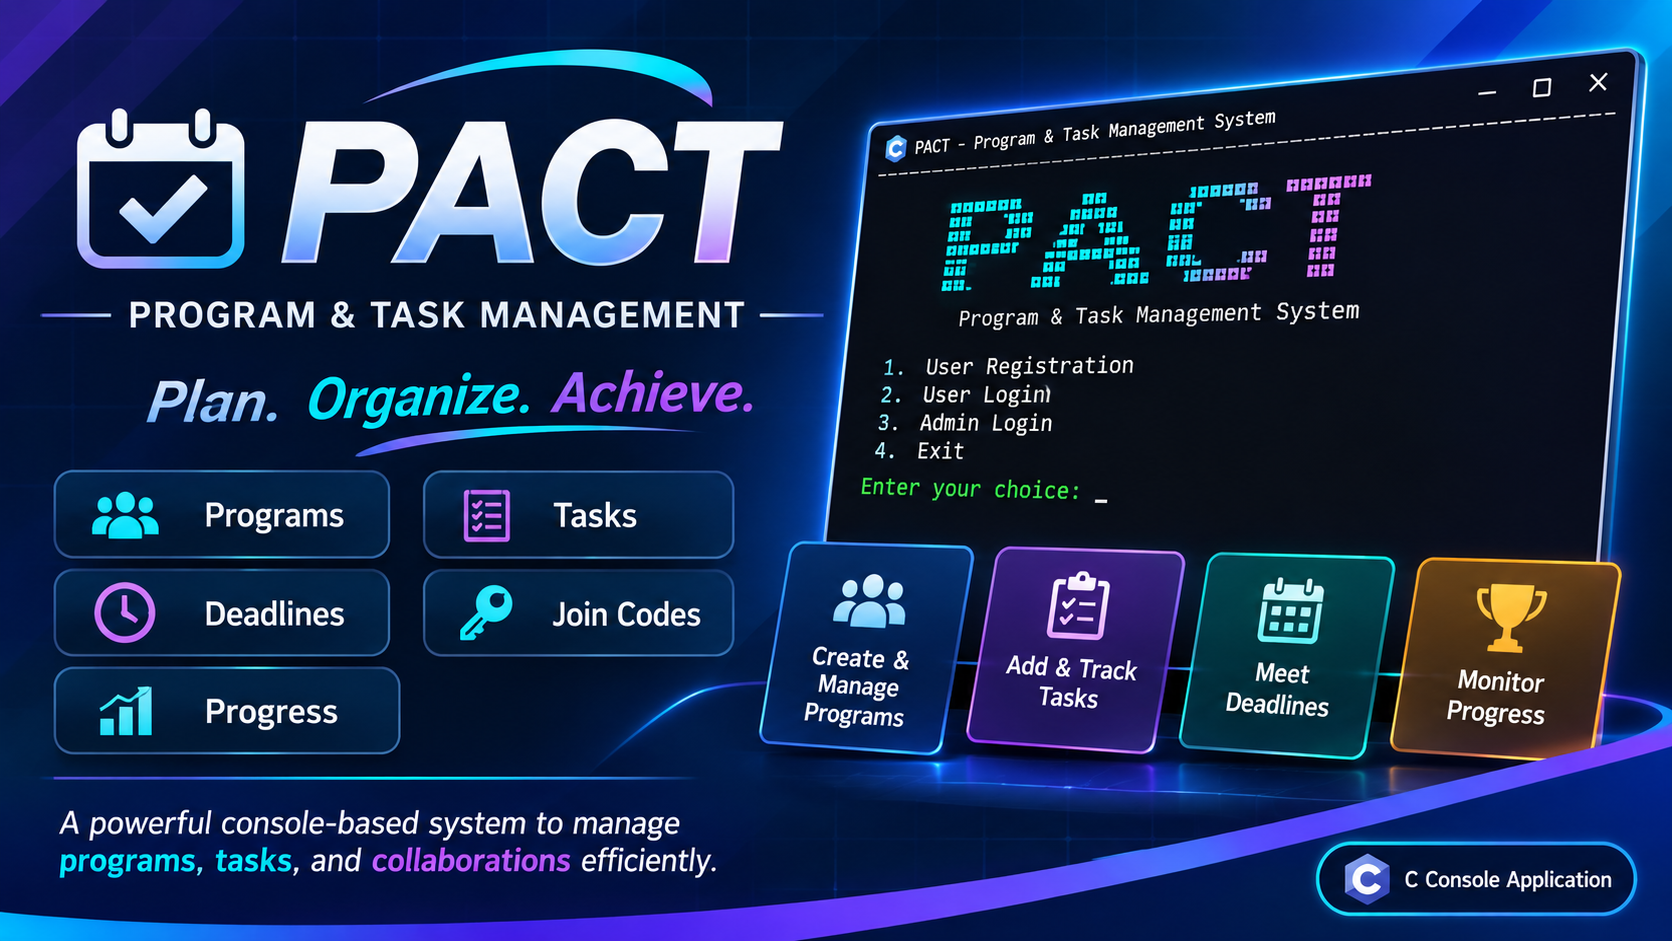 PACT
PROGRAM & TASK MANAGEMENT
Plan. Organize. Achieve.
Programs
Tasks
Deadlines
Join Codes
Progress
A powerful console-based system to manage
programs, tasks, and collaborations efficiently.
C PACT - Program & Task Management System
PACT
Program & Task Management System
1. User Registration
2. User Login
3. Admin Login
4. Exit
Enter your choice: _
Create &
Manage
Programs
Add & Track
Tasks
Meet
Deadlines
Monitor
Progress
C C Console Application